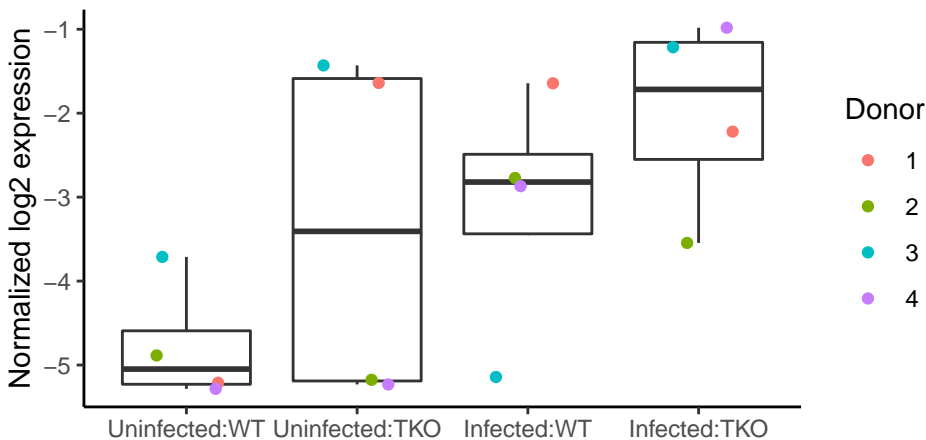 Normalized log2 expression
−1
−2
−3
−4
−5
Uninfected:WT
Uninfected:TKO
Infected:WT
Infected:TKO
Donor
1
2
3
4